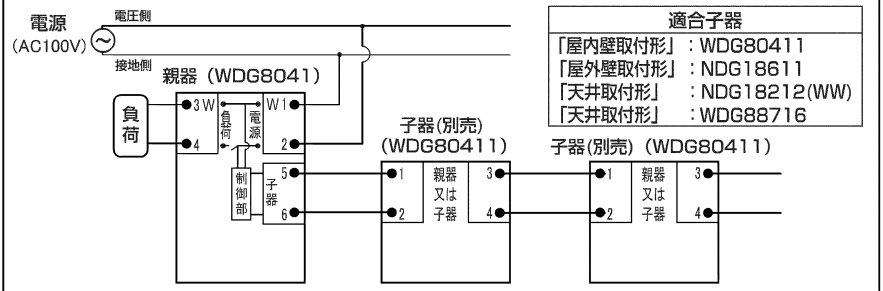 電源
(AC100V)
電圧側
接地側
親器 (WDG8041)
負荷
3 W
4
負荷
電源
W 1
2
制御部
子器
5
6
子器(別売)
(WDG80411)
1
2
親器
又は
子器
3
4
子器(別売) (WDG80411)
1
2
親器
又は
子器
3
4
適合子器
「屋内壁取付形」:WDG80411
「屋外壁取付形」:NDG18611
「天井取付形」:NDG18212(WW)
「天井取付形」:WDG88716